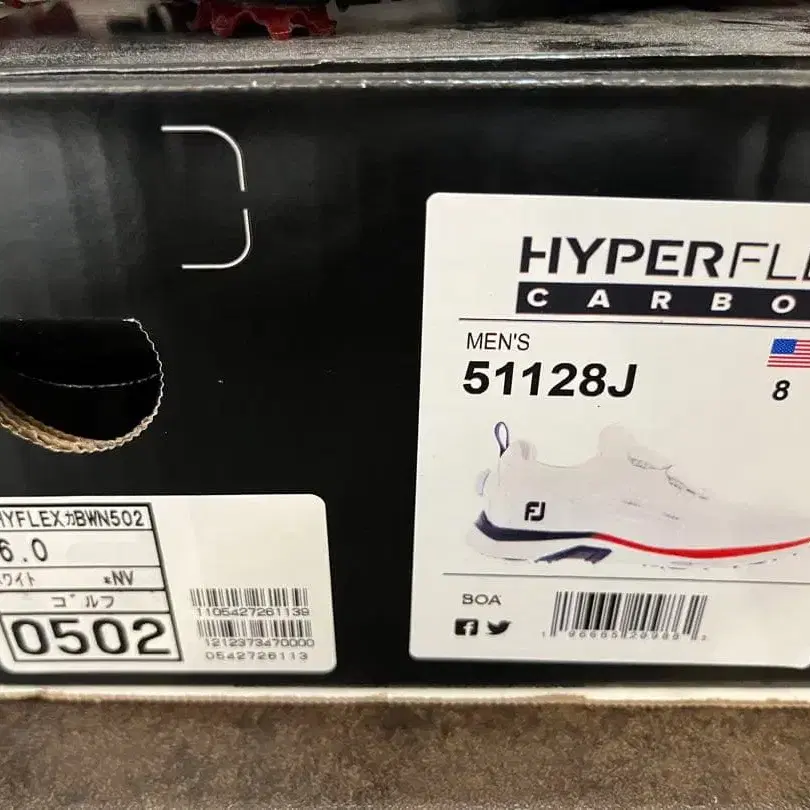 HYPERFLE
CARBO
MEN'S
51128J
8
FJ
BOA
HYFLEXカBWN502
6.0
ワイト *NV
ゴルフ
0502
1105427261139
1212373470000
0542726113